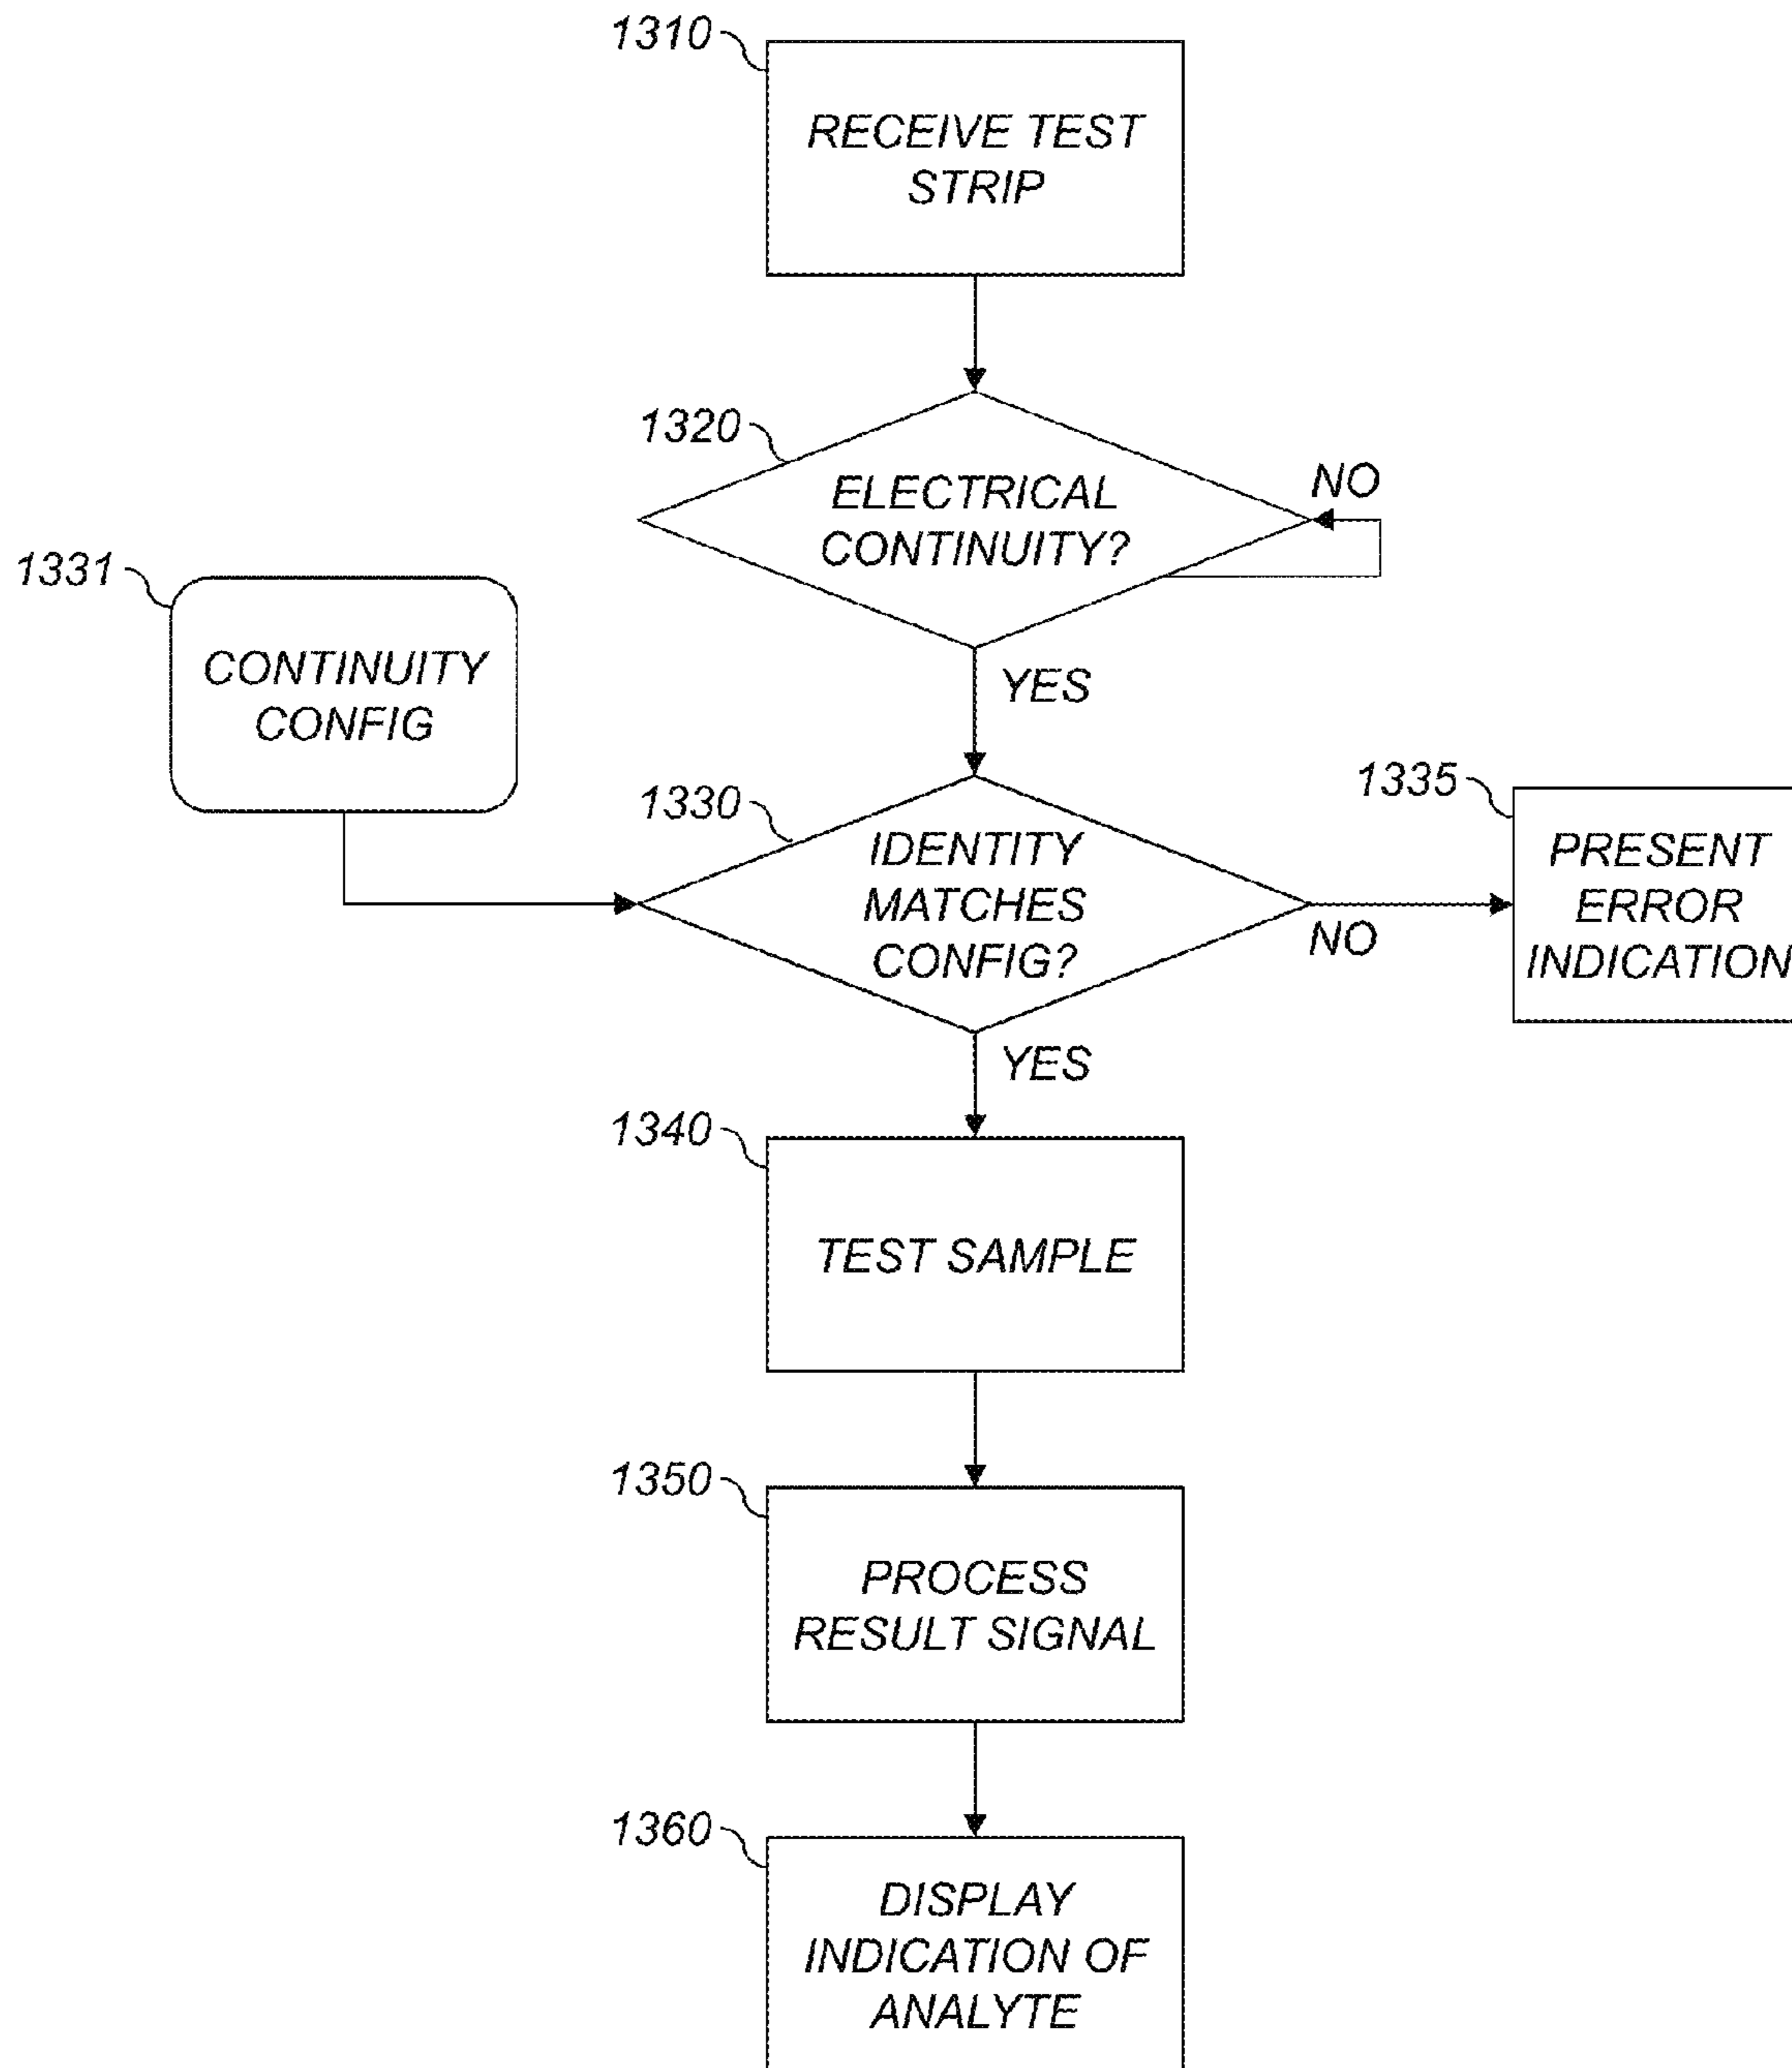 1310
RECEIVE TEST
STRIP
1320
ELECTRICAL
CONTINUITY?
NO
1331
CONTINUITY
CONFIG
YES
1330
IDENTITY
MATCHES
CONFIG?
NO
1335
PRESENT
ERROR
INDICATION
YES
1340
TEST SAMPLE
1350
PROCESS
RESULT SIGNAL
1360
DISPLAY
INDICATION OF
ANALYTE